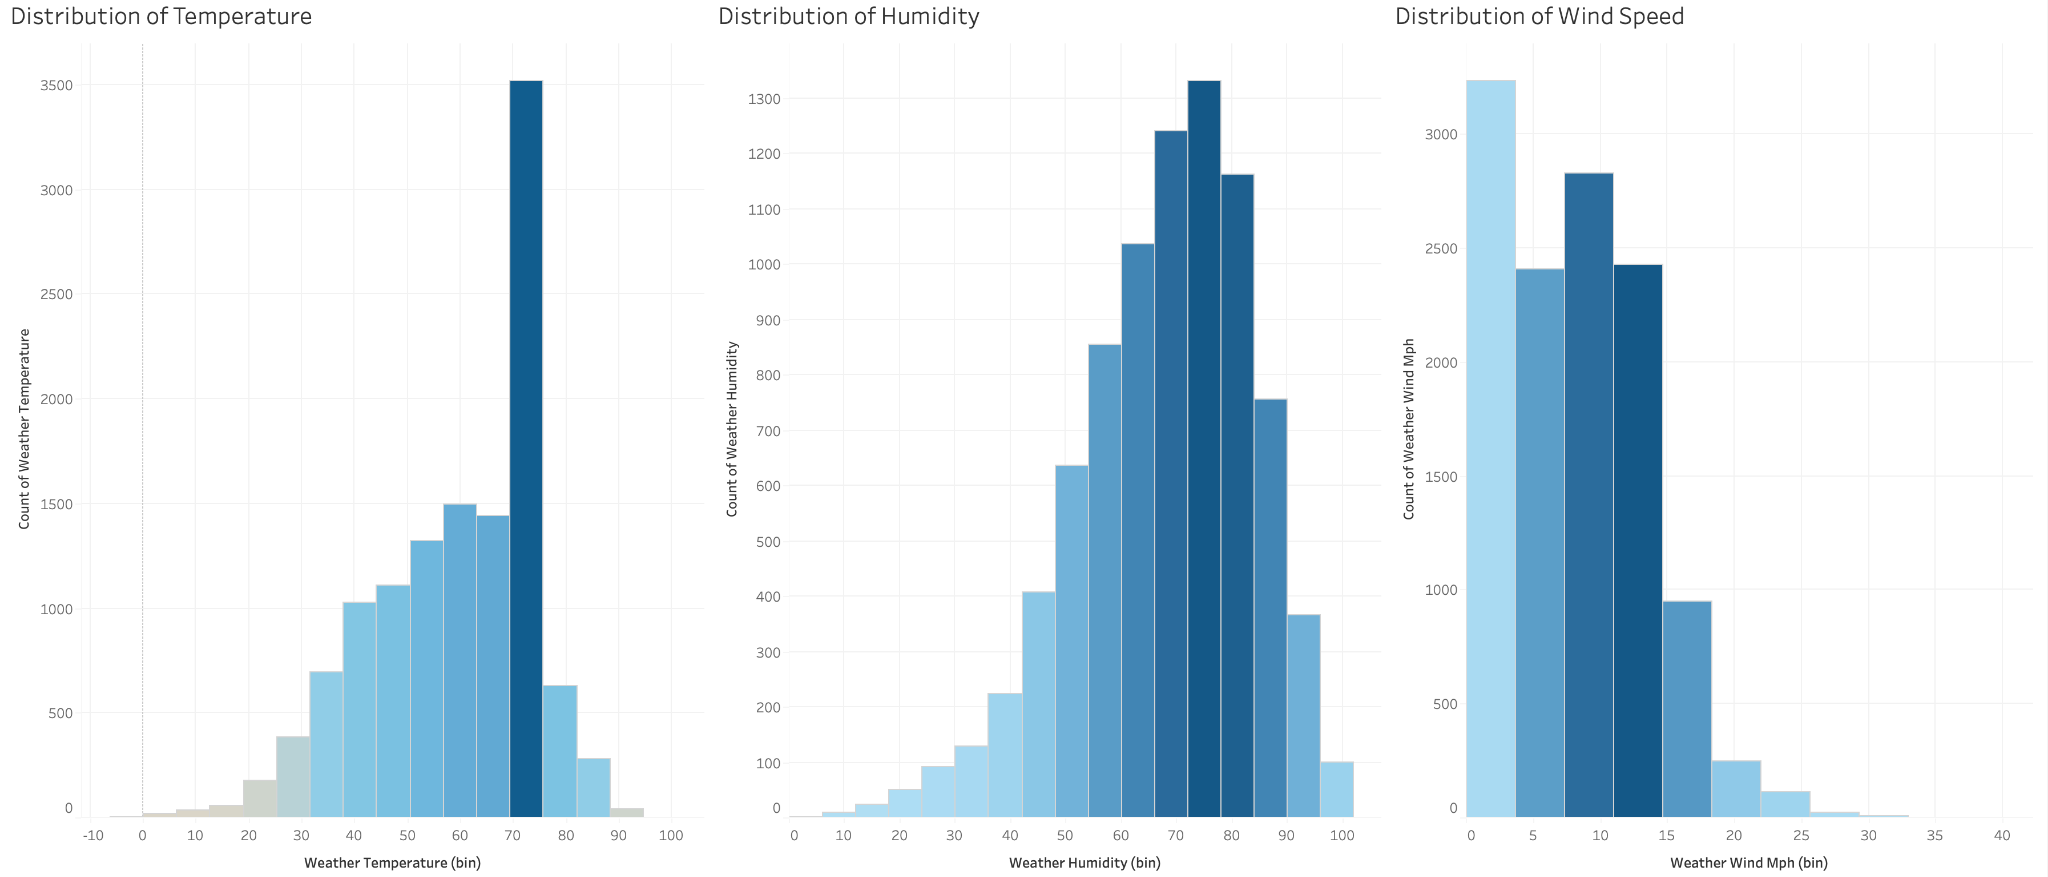 Distribution of Temperature
Count of Weather Temperature
3500
3000
2500
2000
1500
1000
500
0
-10 0 10 20 30 40 50 60 70 80 90 100
Weather Temperature (bin)
Distribution of Humidity
Count of Weather Humidity
1300
1200
1100
1000
900
800
700
600
500
400
300
200
100
0
0 10 20 30 40 50 60 70 80 90 100
Weather Humidity (bin)
Distribution of Wind Speed
Count of Weather Wind Mph
3000
2500
2000
1500
1000
500
0
0 5 10 15 20 25 30 35 40
Weather Wind Mph (bin)